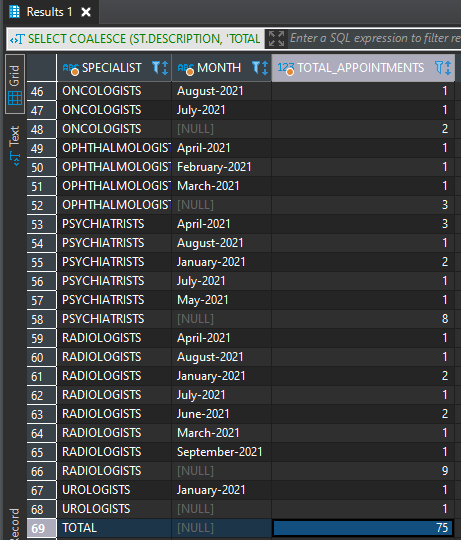 Results 1
SELECT COALESCE (ST.DESCRIPTION, 'TOTAL
Enter a SQL expression to filter re
Grid
Text
Record
ABC SPECIALIST ABC MONTH 123 TOTAL_APPOINTMENTS
46 ONCOLOGISTS August-2021 1
47 ONCOLOGISTS July-2021 1
48 ONCOLOGISTS [NULL] 2
49 OPHTHALMOLOGIST April-2021 1
50 OPHTHALMOLOGIST February-2021 1
51 OPHTHALMOLOGIST March-2021 1
52 OPHTHALMOLOGIST [NULL] 3
53 PSYCHIATRISTS April-2021 3
54 PSYCHIATRISTS August-2021 1
55 PSYCHIATRISTS January-2021 2
56 PSYCHIATRISTS July-2021 1
57 PSYCHIATRISTS May-2021 1
58 PSYCHIATRISTS [NULL] 8
59 RADIOLOGISTS April-2021 1
60 RADIOLOGISTS August-2021 1
61 RADIOLOGISTS January-2021 2
62 RADIOLOGISTS July-2021 1
63 RADIOLOGISTS June-2021 2
64 RADIOLOGISTS March-2021 1
65 RADIOLOGISTS September-2021 1
66 RADIOLOGISTS [NULL] 9
67 UROLOGISTS January-2021 1
68 UROLOGISTS [NULL] 1
69 TOTAL [NULL] 75